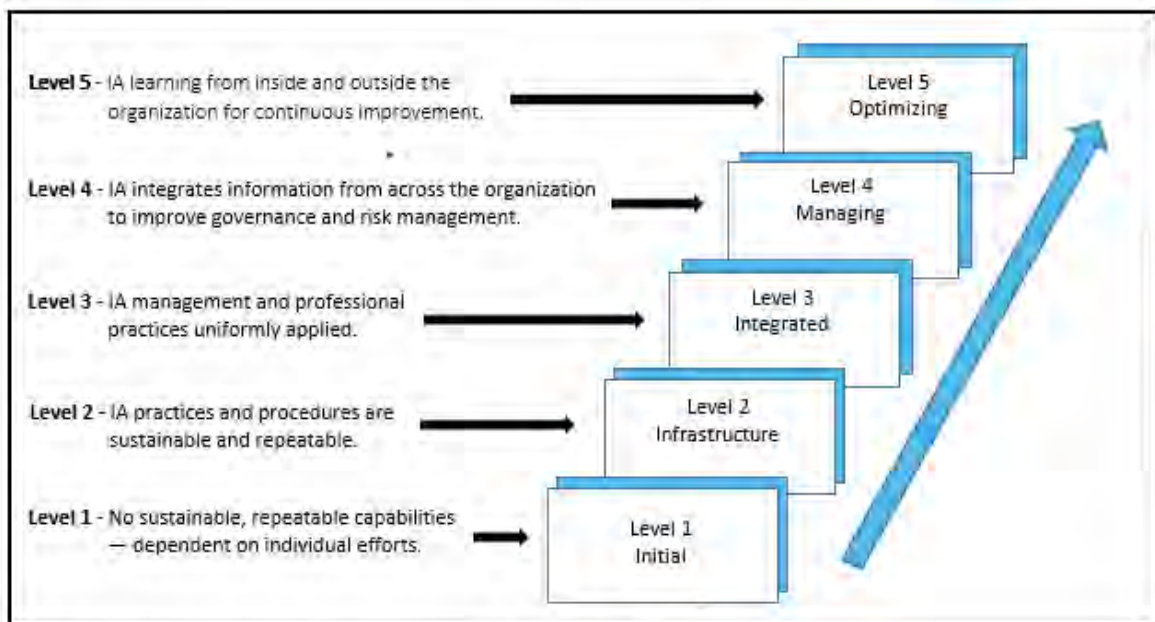 Level 5 - IA learning from inside and outside the
organization for continuous improvement.
Level 5
Optimizing
Level 4 - IA integrates information from across the organization
to improve governance and risk management.
Level 4
Managing
Level 3 - IA management and professional
practices uniformly applied.
Level 3
Integrated
Level 2 - IA practices and procedures are
sustainable and repeatable.
Level 2
Infrastructure
Level 1 - No sustainable, repeatable capabilities
— dependent on individual efforts.
Level 1
Initial